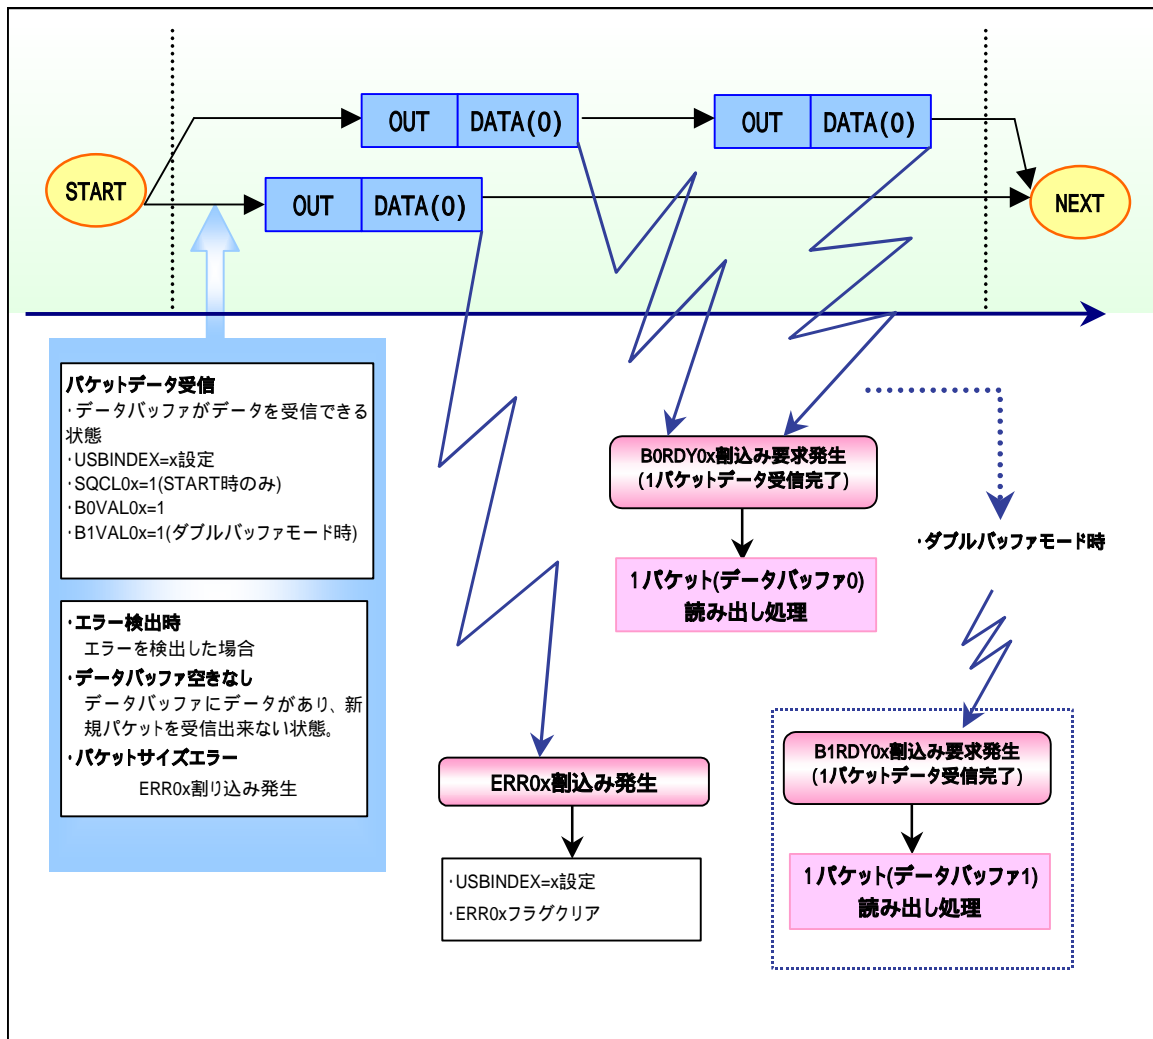 OUT DATA(0) OUT DATA(0)
START
OUT DATA(0)
NEXT
パケットデータ受信
･データバッファがデータを受信できる
状態
･USBINDEX=x設定
･SQCL0x=1(START時のみ)
･B0VAL0x=1
･B1VAL0x=1(ダブルバッファモード時)
･エラー検出時
エラーを検出した場合
･データバッファ空きなし
データバッファにデータがあり、新
規パケットを受信出来ない状態。
･パケットサイズエラー
ERR0x割り込み発生
B0RDY0x割込み要求発生
(1パケットデータ受信完了)
1パケット(データバッファ0)
読み出し処理
･ダブルバッファモード時
B1RDY0x割込み要求発生
(1パケットデータ受信完了)
1パケット(データバッファ1)
読み出し処理
ERR0x割込み発生
･USBINDEX=x設定
･ERR0xフラグクリア